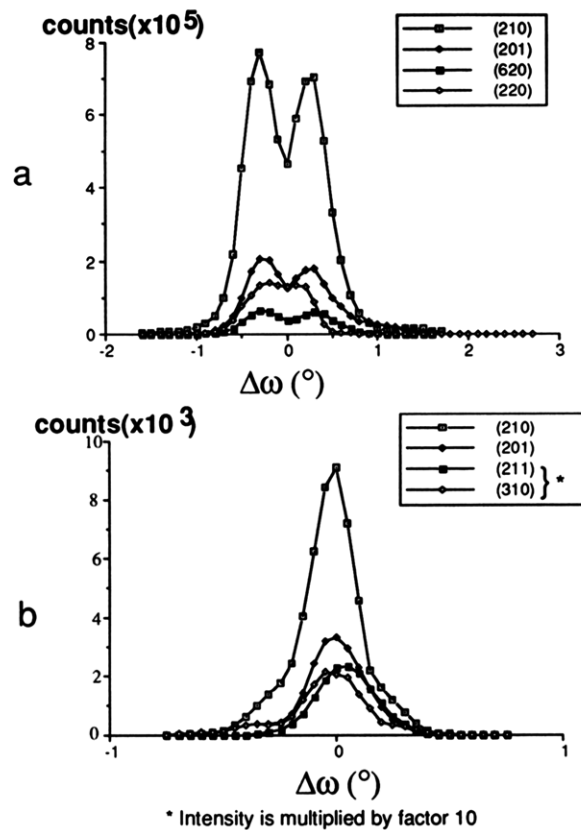 counts(x10 5)
(210)
(201)
(620)
(220)
8
6
4
2
0
a
-2 -1 0 1 2 3
Δω (°)
counts(x10 3)
(210)
(201)
(211)
(310) } *
10
8
6
4
2
0
b
-1 0 1
Δω (°)
* Intensity is multiplied by factor 10